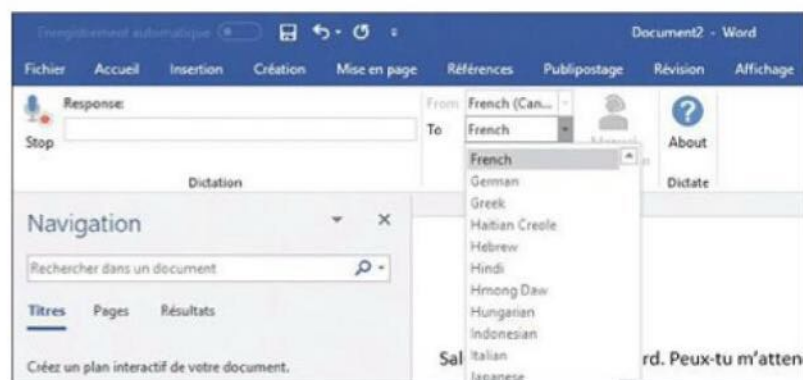 Enregistrement automatique Document2 - Word
Fichier Accueil Insertion Création Mise en page Références Publipostage Révision Affichage
Response: From French (Can...
Stop To French About
Dictation Dictate
French
German
Greek
Haitian Creole
Hebrew
Hindi
Hmong Daw
Hungarian
Indonesian
Italian
Japanese
Navigation
Rechercher dans un document
Titres Pages Résultats
Créez un plan interactif de votre document.
Sal rd. Peux-tu m'atten